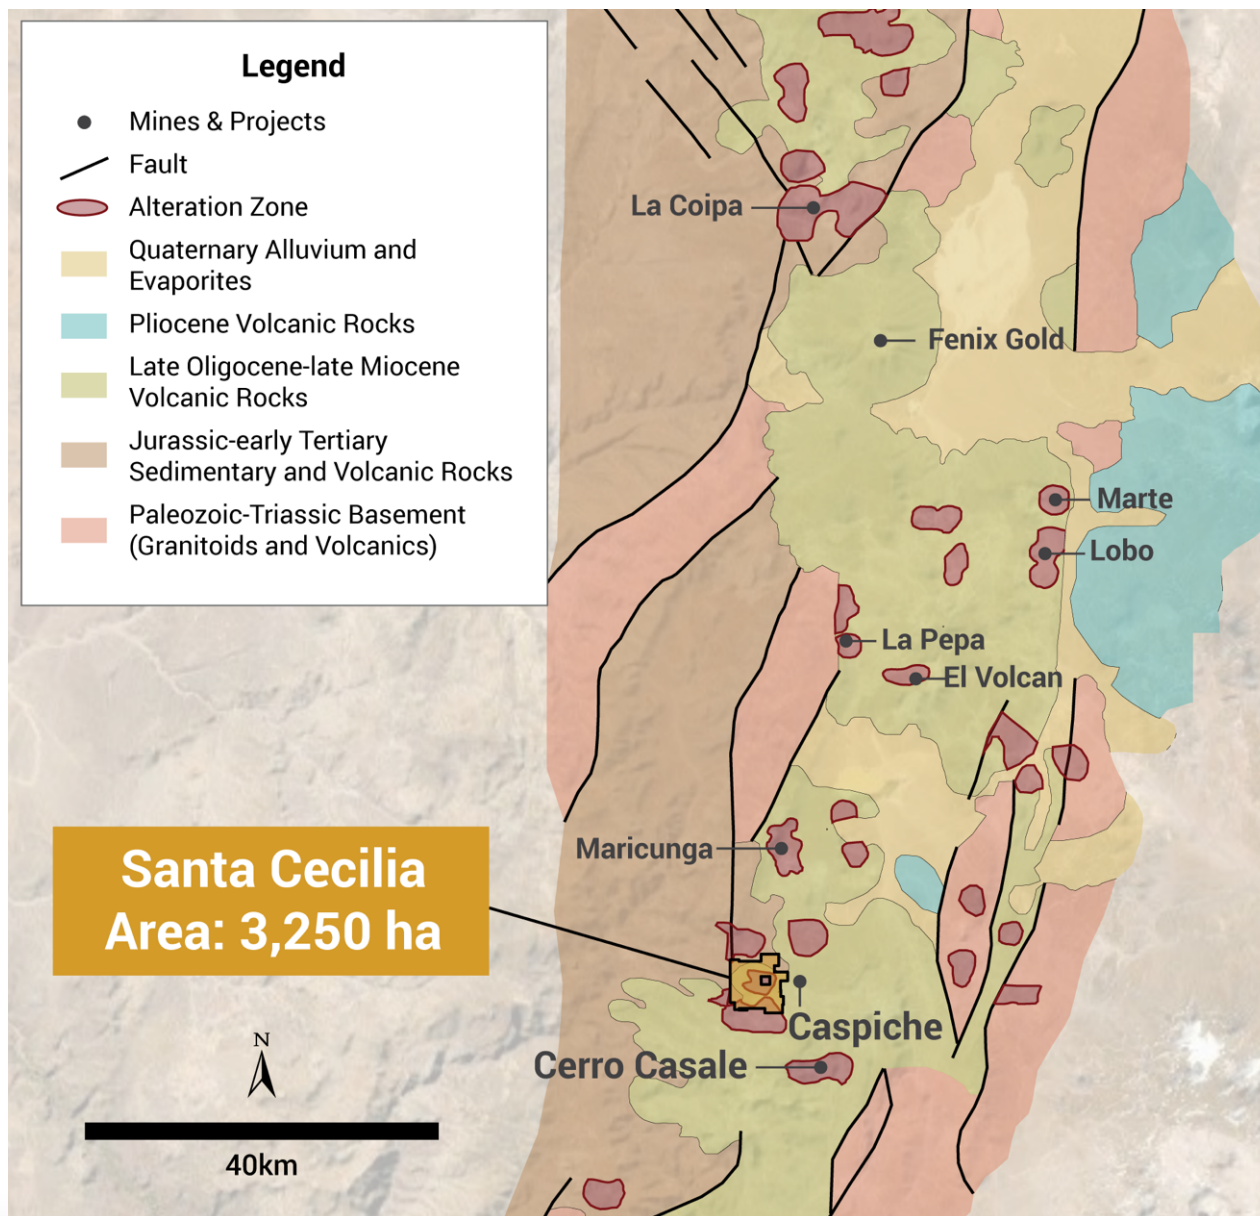 Legend
Mines & Projects
Fault
Alteration Zone
Quaternary Alluvium and
Evaporites
Pliocene Volcanic Rocks
Late Oligocene-late Miocene
Volcanic Rocks
Jurassic-early Tertiary
Sedimentary and Volcanic Rocks
Paleozoic-Triassic Basement
(Granitoids and Volcanics)
La Coipa
Fenix Gold
Marte
Lobo
La Pepa
El Volcan
Maricunga
Santa Cecilia
Area: 3,250 ha
Caspiche
Cerro Casale
N
40km